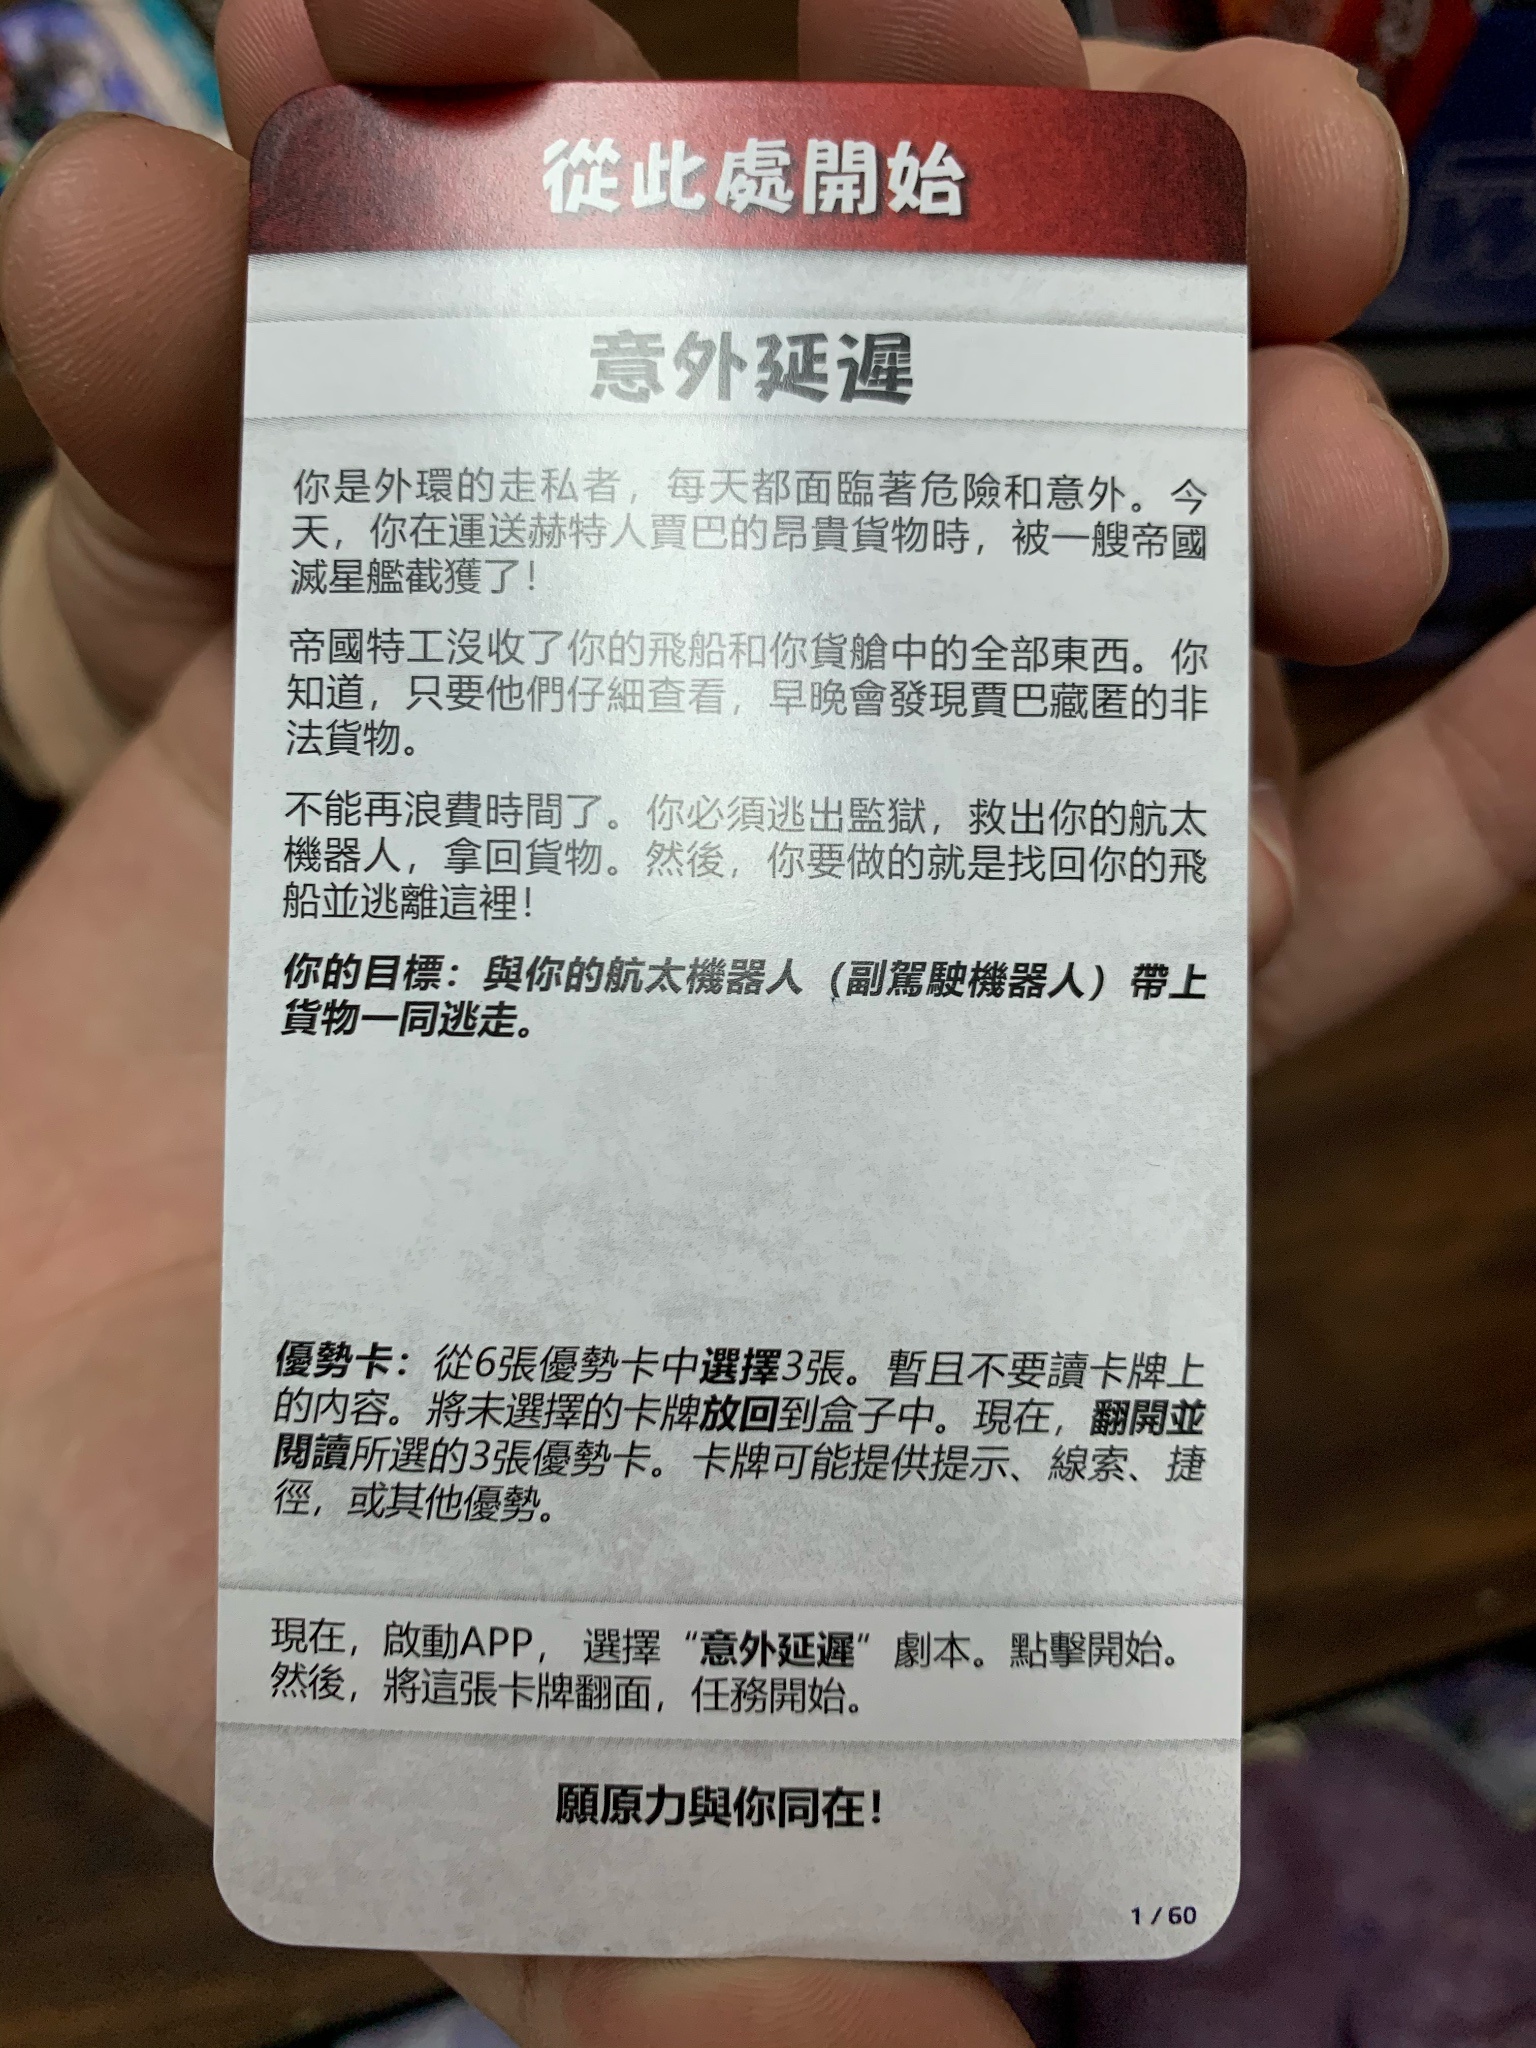 從此處開始
意外延遲
你是外環的走私者，每天都面臨著危險和意外。今
天，你在運送赫特人賈巴的昂貴貨物時，被一艘帝國
滅星艦截獲了！
帝國特工沒收了你的飛船和你貨艙中的全部東西。你
知道，只要他們仔細查看，早晚會發現賈巴藏匿的非
法貨物。
不能再浪費時間了。你必須逃出監獄，救出你的航太
機器人，拿回貨物。然後，你要做的就是找回你的飛
船並逃離這裡！
你的目標：與你的航太機器人（副駕駛機器人）帶上
貨物一同逃走。
優勢卡：從6張優勢卡中選擇3張。暫且不要讀卡牌上
的內容。將未選擇的卡牌放回到盒子中。現在，翻開並
閱讀所選的3張優勢卡。卡牌可能提供提示、線索、捷
徑，或其他優勢。
現在，啟動APP， 選擇“意外延遲”劇本。點擊開始。
然後，將這張卡牌翻面，任務開始。
願原力與你同在！
1 / 60